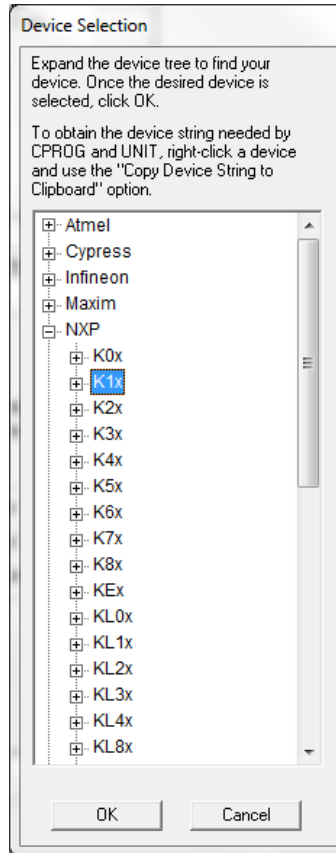 Device Selection
Expand the device tree to find your
device. Once the desired device is
selected, click OK.
To obtain the device string needed by
CPROG and UNIT, right-click a device
and use the "Copy Device String to
Clipboard" option.
Atmel
Cypress
Infineon
Maxim
NXP
K0x
K1x
K2x
K3x
K4x
K5x
K6x
K7x
K8x
KEx
KL0x
KL1x
KL2x
KL3x
KL4x
KL8x
OK
Cancel